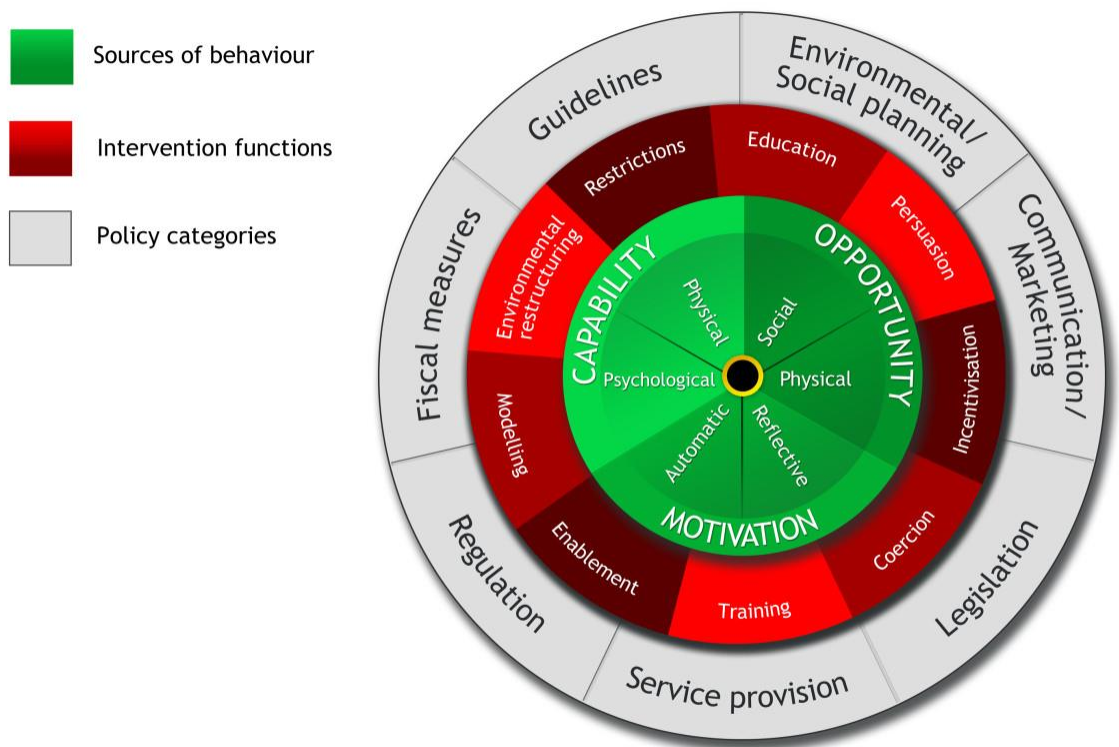 Sources of behaviour
Intervention functions
Policy categories
Guidelines
Environmental/
Social planning
Communication/
Marketing
Legislation
Service provision
Regulation
Fiscal measures
Restrictions
Education
Persuasion
Incentivisation
Coercion
Training
Enablement
Modelling
Environmental
restructuring
CAPABILITY
OPPORTUNITY
MOTIVATION
Physical
Social
Physical
Reflective
Automatic
Psychological